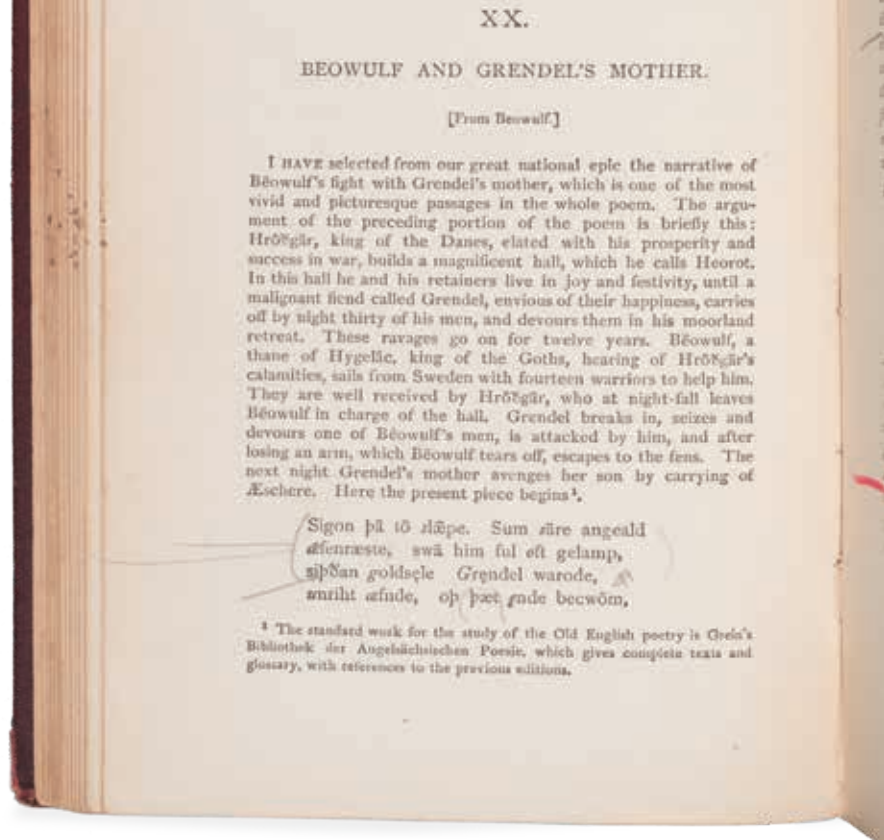 XX.
BEOWULF AND GRENDEL'S MOTHER.
[From Beowulf.]
I HAVE selected from our great national epic the narrative of
Bēowulf's fight with Grendel's mother, which is one of the most
vivid and picturesque passages in the whole poem. The argu-
ment of the preceding portion of the poem is briefly this:
Hrōðgār, king of the Danes, elated with his prosperity and
success in war, builds a magnificent hall, which he calls Heorot.
In this hall he and his retainers live in joy and festivity, until a
malignant fiend called Grendel, envious of their happiness, carries
off by night thirty of his men, and devours them in his moorland
retreat. These ravages go on for twelve years. Bēowulf, a
thane of Hygelāc, king of the Goths, hearing of Hrōðgār's
calamities, sails from Sweden with fourteen warriors to help him.
They are well received by Hrōðgār, who at night-fall leaves
Bēowulf in charge of the hall. Grendel breaks in, seizes and
devours one of Bēowulf's men, is attacked by him, and after
losing an arm, which Bēowulf tears off, escapes to the fens. The
next night Grendel's mother avenges her son by carrying of
Æschere. Here the present piece begins¹.
Sigon þā tō slǣpe. Sum sāre angeald
ǣfenræste, swā him ful oft gelamp,
siþðan goldsęle Gręndel warode,
unriht æfnde, oþ þæt ęnde becwōm,
¹ The standard work for the study of the Old English poetry is Grein's
Bibliothek der Angelsächsischen Poesie, which gives complete texts and
glossary, with references to the previous editions.